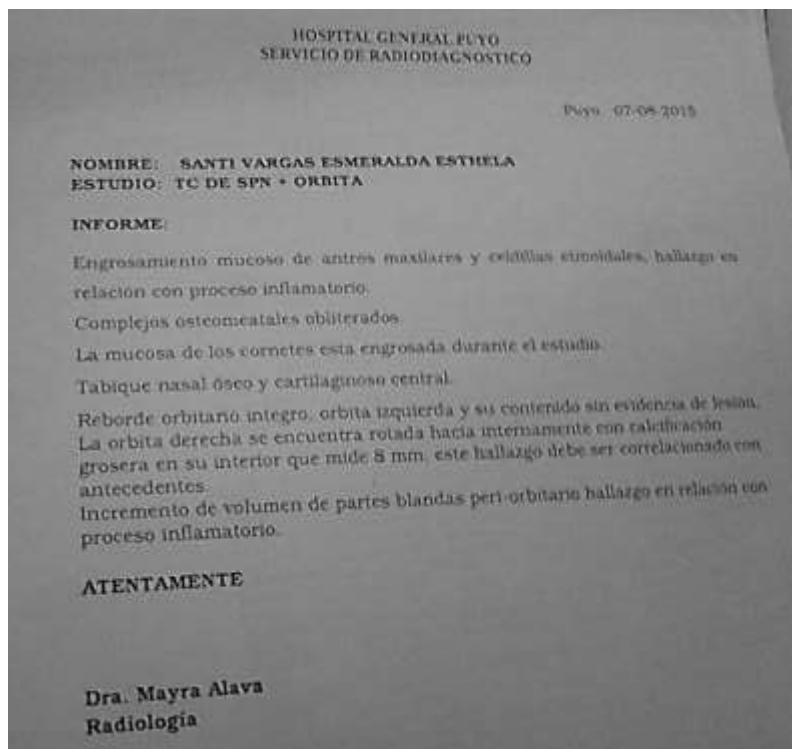 HOSPITAL GENERAL PUYO
SERVICIO DE RADIODIAGNOSTICO
Puyo 07-08-2015
NOMBRE: SANTI VARGAS ESMERALDA ESTHELA
ESTUDIO: TC DE SPN + ORBITA
INFORME:
Engrosamiento mucoso de antros maxilares y celdillas etmoidales, hallazgo en
relación con proceso inflamatorio.
Complejos osteomeatales obliterados.
La mucosa de los cornetes esta engrosada durante el estudio.
Tabique nasal óseo y cartilaginoso central.
Reborde orbitario integro, orbita izquierda y su contenido sin evidencia de lesión.
La orbita derecha se encuentra rotada hacia internamente con calcificación
grosera en su interior que mide 8 mm, este hallazgo debe ser correlacionado con
antecedentes.
Incremento de volumen de partes blandas peri-orbitario hallazgo en relación con
proceso inflamatorio.
ATENTAMENTE
Dra. Mayra Alava
Radiología